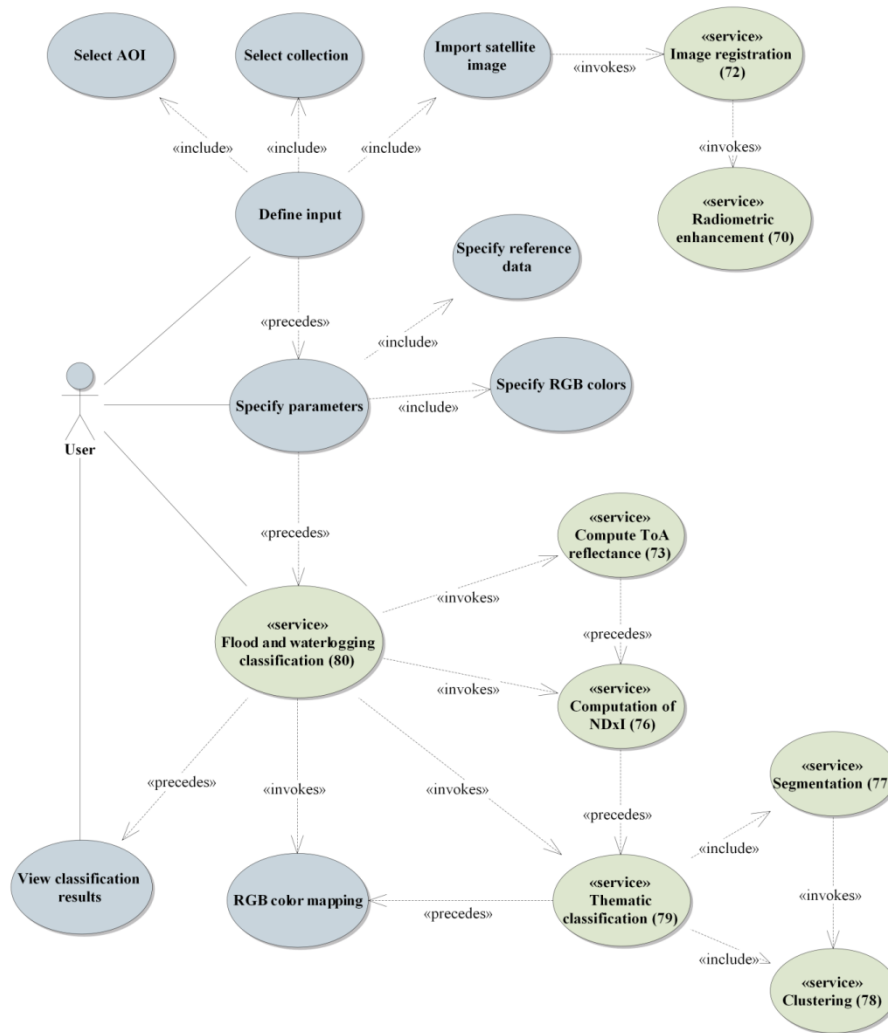 «service»
Select AOI
Select collection
Import satellite
image
Image registration
(72)
«invokes»
«include»
«include»
«include»
«invokes»
«service»
Radiometric
enhancement (70)
Define input
Specify reference
data
«precedes»
«include»
Specify parameters
Specify RGB colors
«include»
User
«precedes»
«service»
Compute ToA
reflectance (73)
«invokes»
«service»
Flood and waterlogging
classification (80)
«precedes»
«invokes»
«service»
Computation of
NDxI (76)
«service»
Segmentation (77)
«precedes»
«invokes»
«invokes»
«precedes»
«include»
View classification
results
RGB color mapping
«precedes»
«service»
Thematic
classification (79)
«invokes»
«include»
«service»
Clustering (78)